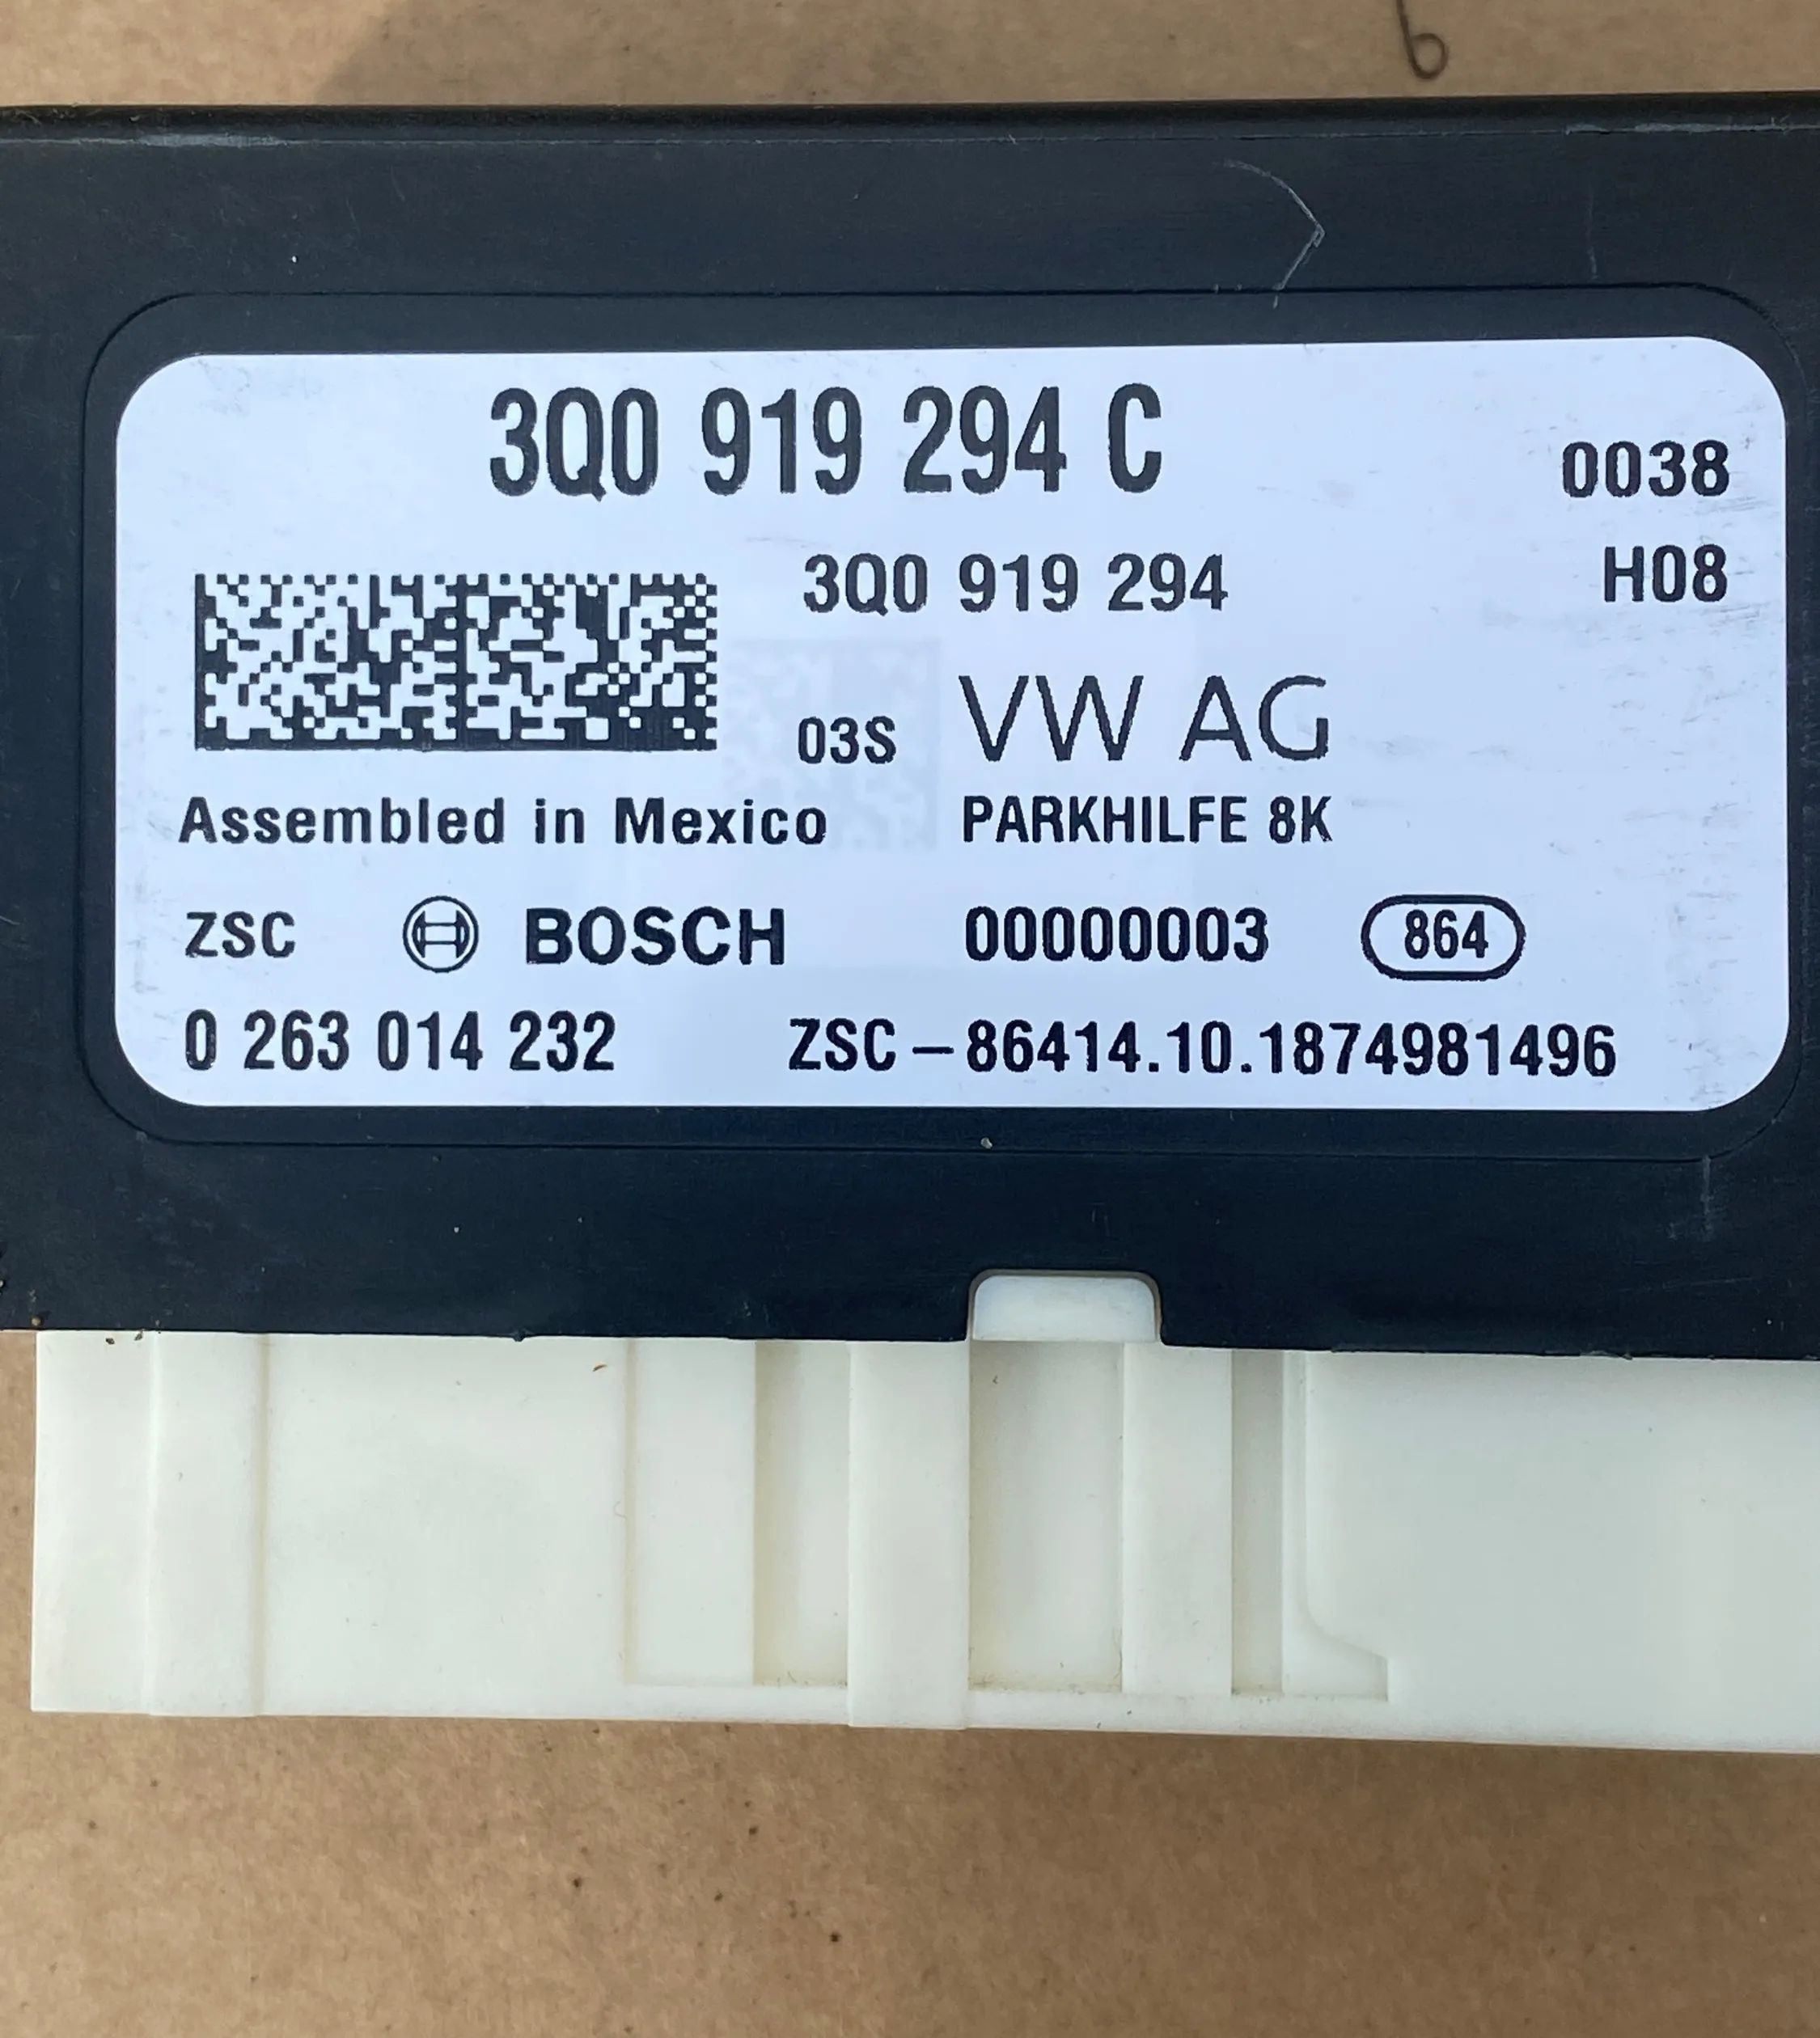 3Q0 919 294 C
0038
3Q0 919 294
H08
03S VW AG
Assembled in Mexico
PARKHILFE 8K
ZSC BOSCH 00000003 864
0 263 014 232
ZSC-86414.10.1874981496